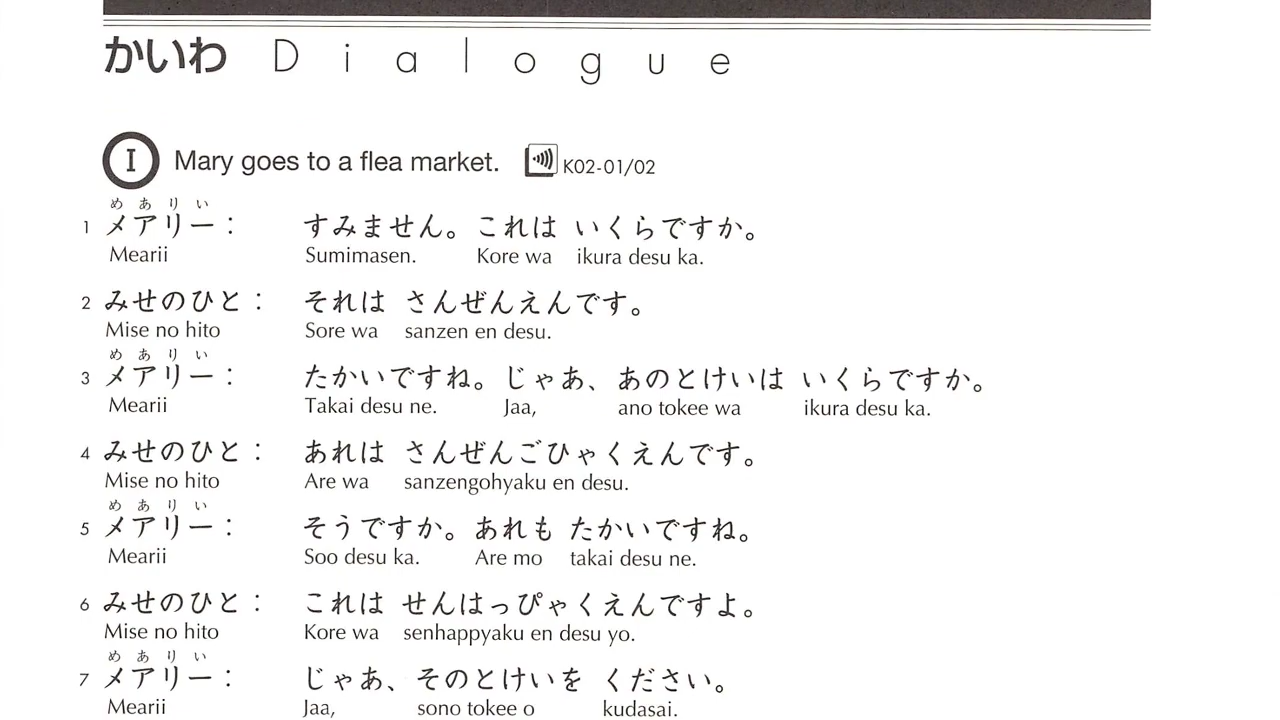 かいわ Dialogue
I Mary goes to a flea market. K02-01/02
めありい
1 メアリー： すみません。これは いくらですか。
Mearii Sumimasen. Kore wa ikura desu ka.
2 みせのひと： それは さんぜんえんです。
Mise no hito Sore wa sanzen en desu.
めありい
3 メアリー： たかいですね。じゃあ、あのとけいは いくらですか。
Mearii Takai desu ne. Jaa, ano tokee wa ikura desu ka.
4 みせのひと： あれは さんぜんごひゃくえんです。
Mise no hito Are wa sanzengohyaku en desu.
めありい
5 メアリー： そうですか。あれも たかいですね。
Mearii Soo desu ka. Are mo takai desu ne.
6 みせのひと： これは せんはっぴゃくえんですよ。
Mise no hito Kore wa senhappyaku en desu yo.
めありい
7 メアリー： じゃあ、そのとけいを ください。
Mearii Jaa, sono tokee o kudasai.